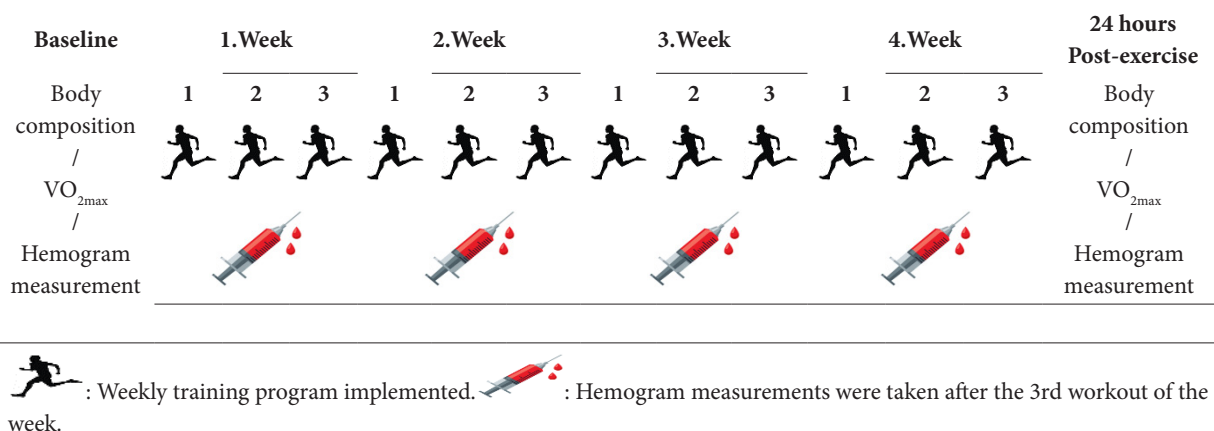 Baseline 1.Week 2.Week 3.Week 4.Week 24 hours Post-exercise
Body composition / VO2max / Hemogram measurement 1 2 3 1 2 3 1 2 3 1 2 3 Body composition / VO2max / Hemogram measurement
: Weekly training program implemented. : Hemogram measurements were taken after the 3rd workout of the
week.